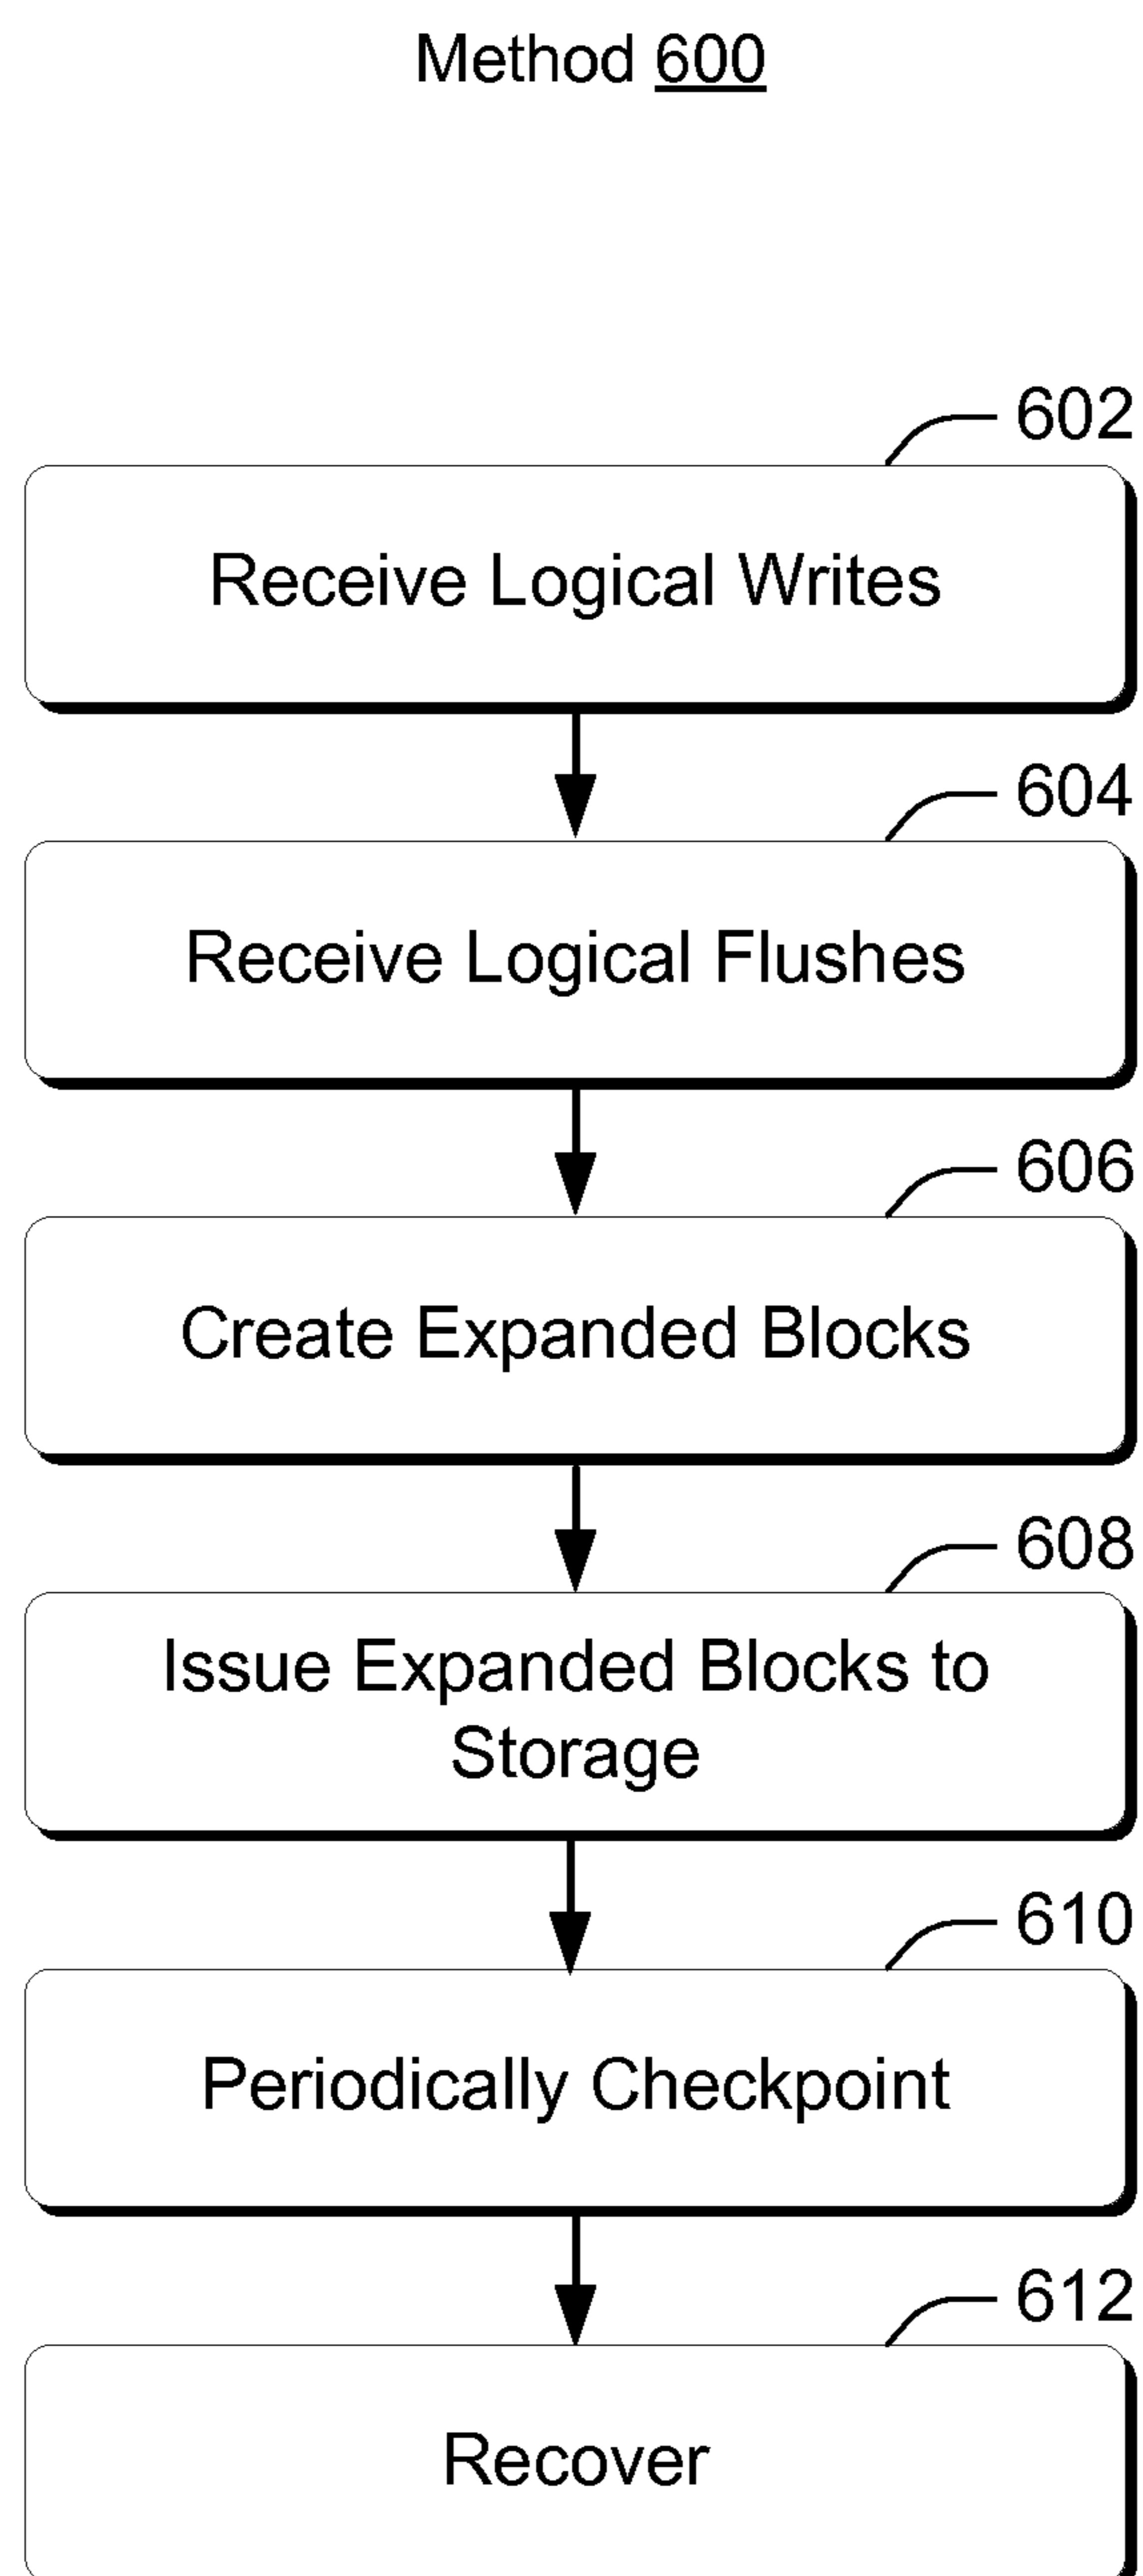 Method 600
602
Receive Logical Writes
604
Receive Logical Flushes
606
Create Expanded Blocks
608
Issue Expanded Blocks to
Storage
610
Periodically Checkpoint
612
Recover